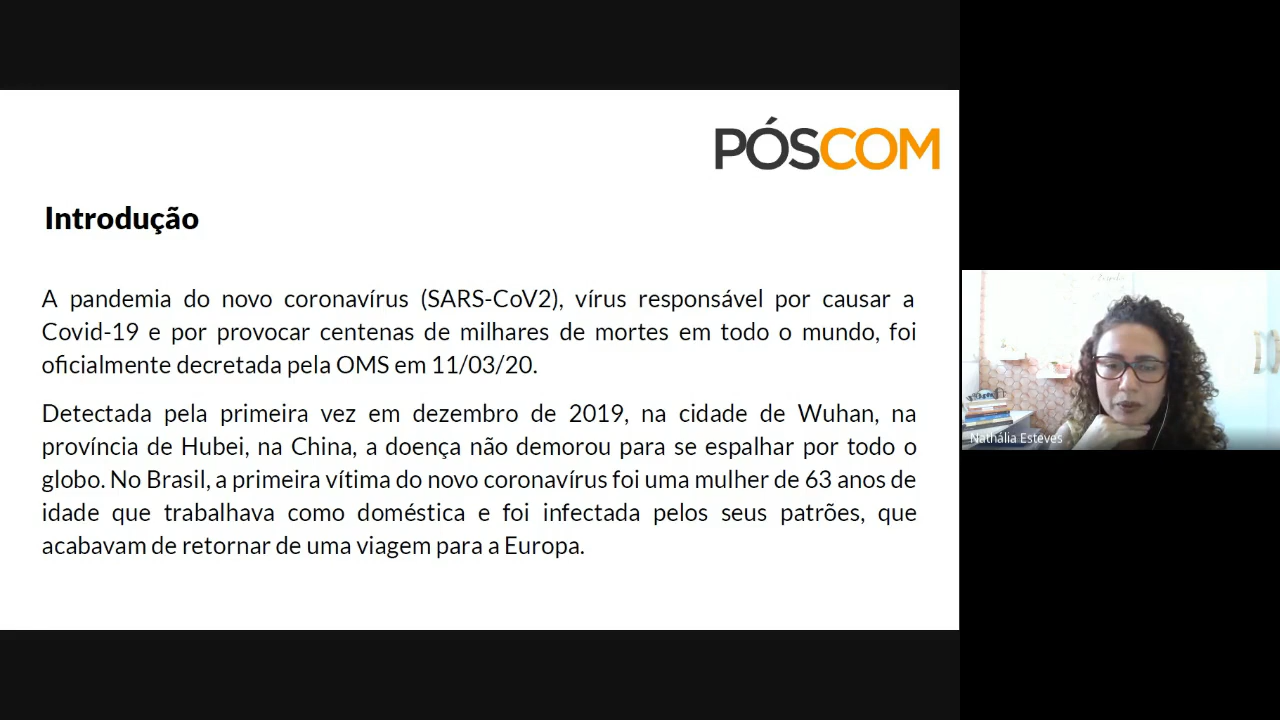 PÓSCOM
Introdução
A pandemia do novo coronavírus (SARS-CoV2), vírus responsável por causar a
Covid-19 e por provocar centenas de milhares de mortes em todo o mundo, foi
oficialmente decretada pela OMS em 11/03/20.
Detectada pela primeira vez em dezembro de 2019, na cidade de Wuhan, na
província de Hubei, na China, a doença não demorou para se espalhar por todo o
globo. No Brasil, a primeira vítima do novo coronavírus foi uma mulher de 63 anos de
idade que trabalhava como doméstica e foi infectada pelos seus patrões, que
acabavam de retornar de uma viagem para a Europa.
Nathália Esteves